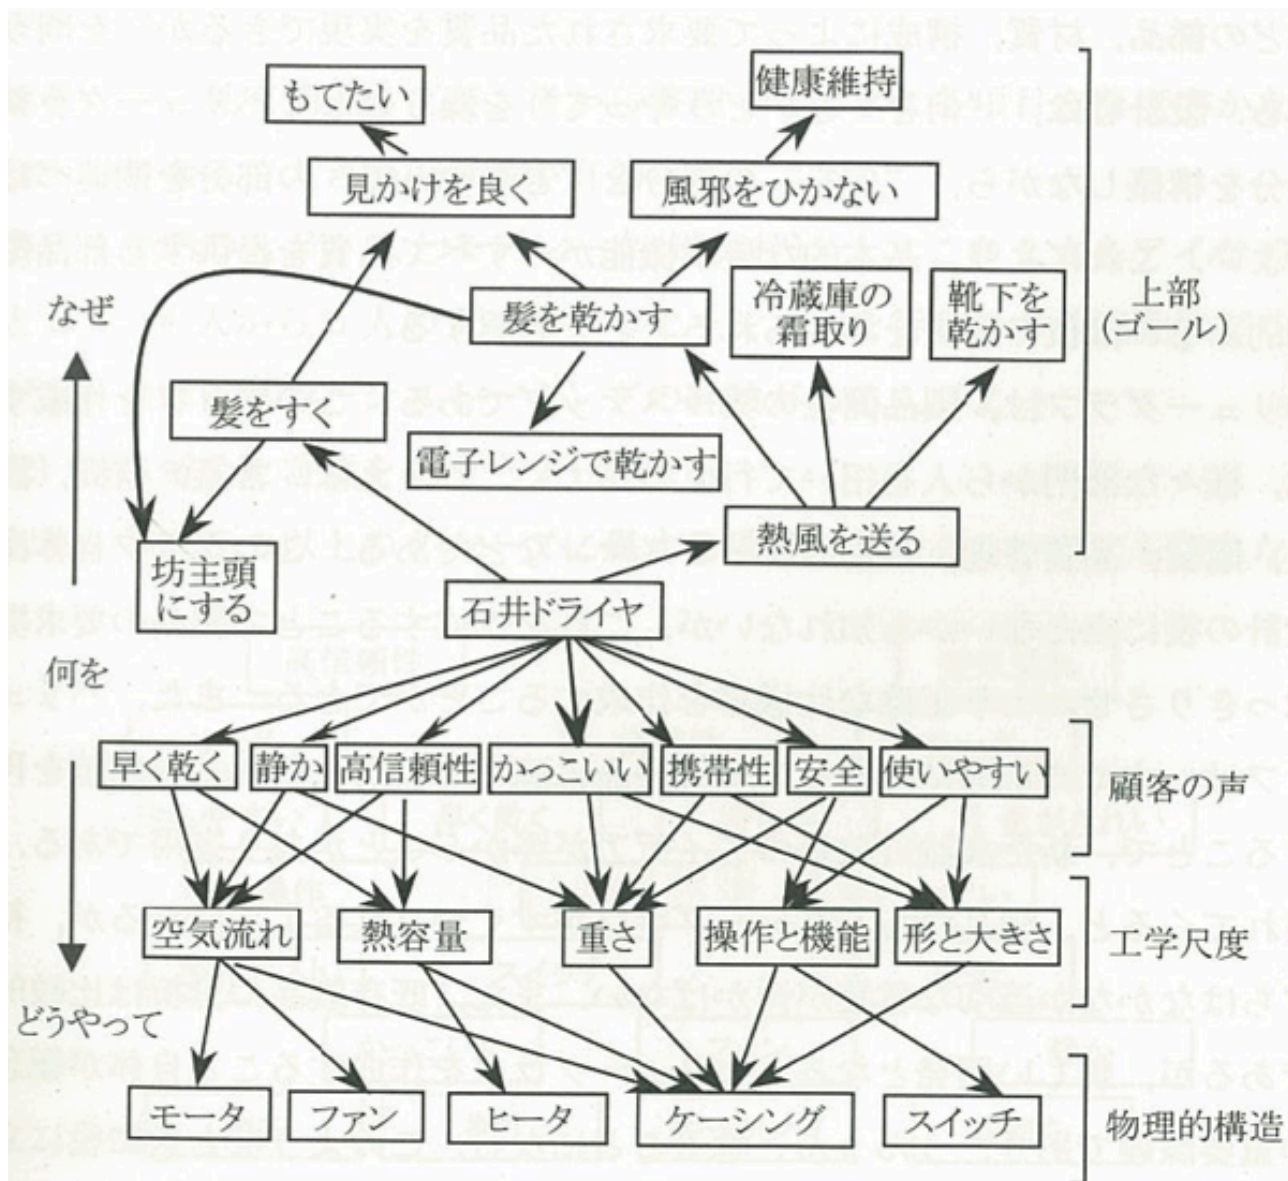 もてたい
健康維持
見かけを良く
風邪をひかない
なぜ
髪を乾かす
冷蔵庫の
霜取り
靴下を
乾かす
上部
(ゴール)
髪をすく
電子レンジで乾かす
熱風を送る
坊主頭
にする
石井ドライヤ
何を
早く乾く
静か
高信頼性
かっこいい
携帯性
安全
使いやすい
顧客の声
空気流れ
熱容量
重さ
操作と機能
形と大きさ
工学尺度
どうやって
モータ
ファン
ヒータ
ケーシング
スイッチ
物理的構造